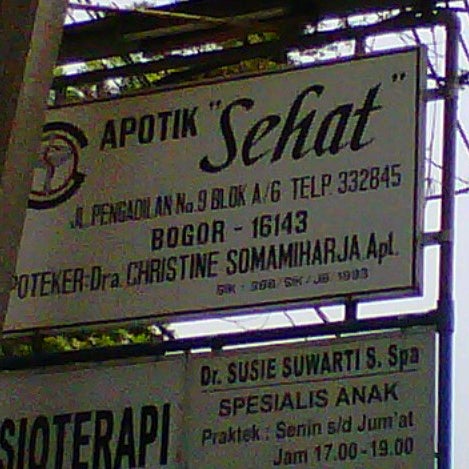 APOTIK "Sehat"
JL. PENGADILAN No.9 BLOK A/6 TELP. 332845
BOGOR - 16143
POTEKER: Dra. CHRISTINE SOMAMIHARJA, Apt.
Dr. SUSIE SUWARTI S. Spa
SPESIALIS ANAK
Praktek : Senin s/d Jum'at
Jam 17.00 - 19.00
SIOTERAPI